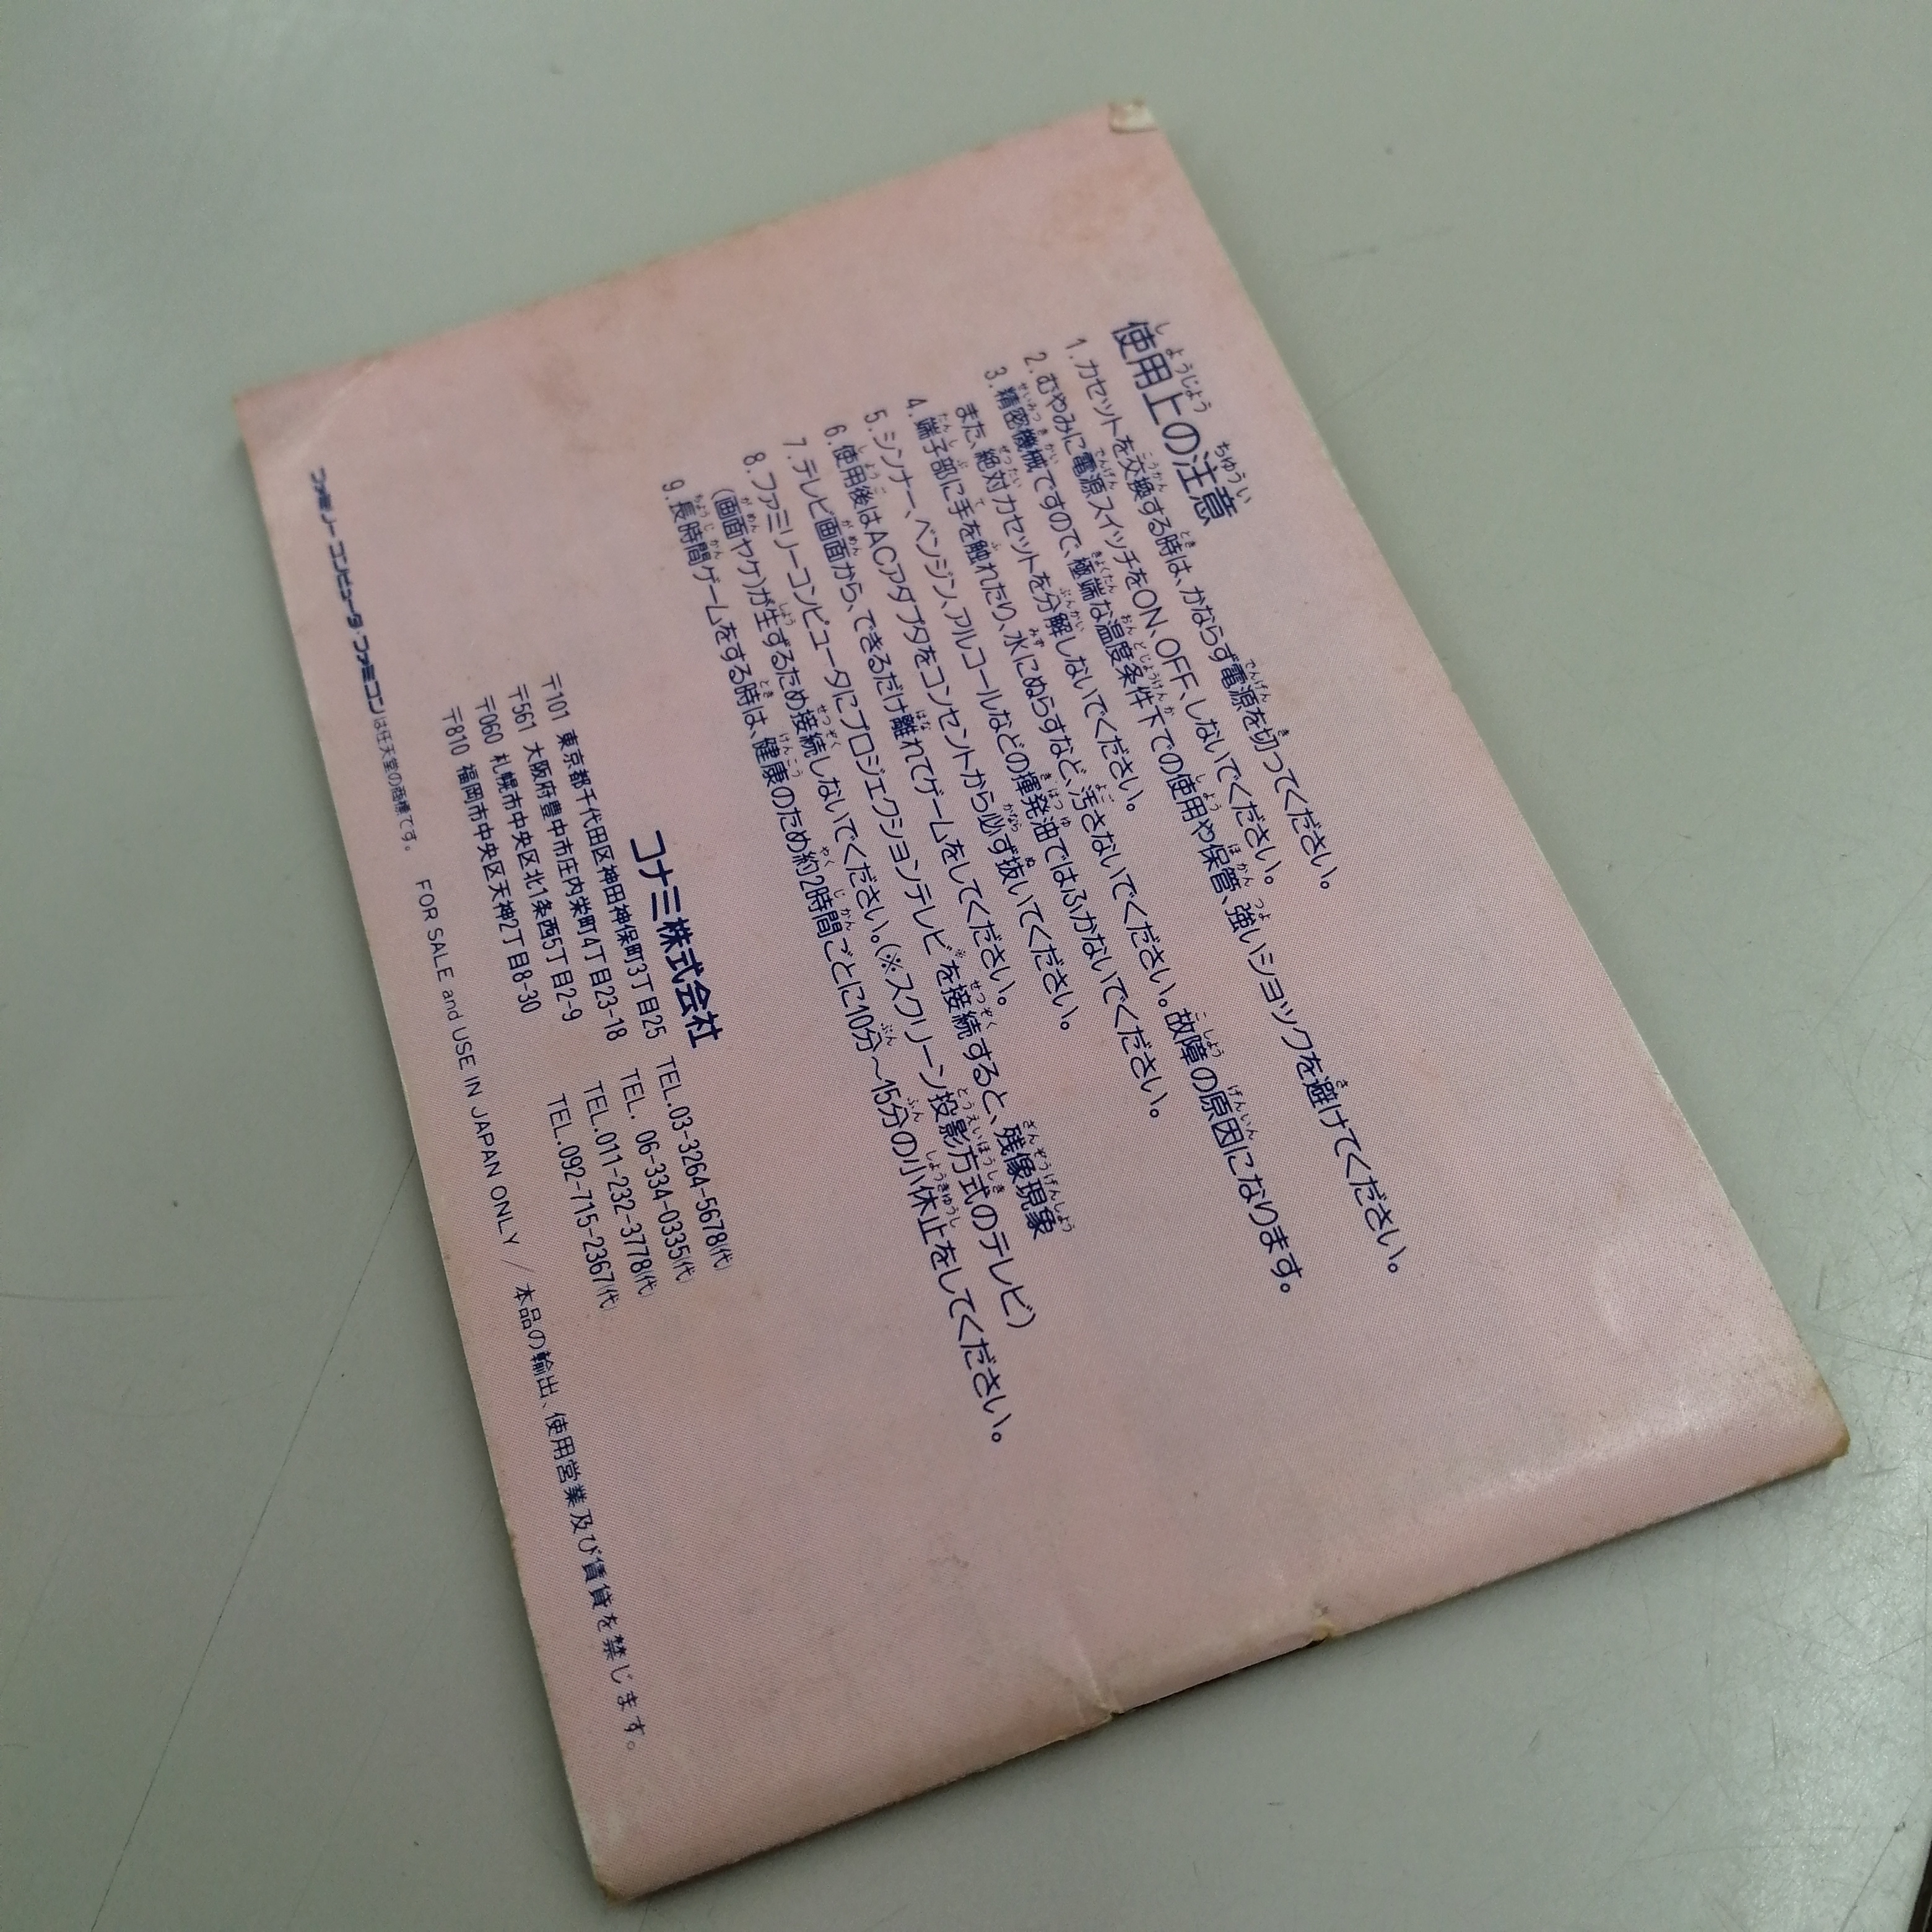 使用上の注意
1.カセットを交換する時は、かならず電源を切ってください。
2.むやみに電源スイッチをON、OFF、しないでください。
3.精密機械ですので、極端な温度条件下での使用や保管、強いショックを避けてください。
また、絶対カセットを分解しないでください。
4.端子部に手を触れたり、水にぬらすなど、汚さないでください。故障の原因になります。
5.シンナー、ベンジン、アルコールなどの揮発油ではふかないでください。
6.使用後はACアダプタをコンセントから必ず抜いてください。
7.テレビ画面から、できるだけ離れてゲームをしてください。
8.ファミリーコンピュータにプロジェクションテレビ※を接続すると、残像現象
(画面ヤケ)が生ずるため接続しないでください。(※スクリーン投影方式のテレビ)
9.長時間ゲームをする時は、健康のため約2時間ごとに10分〜15分の小休止をしてください。
コナミ株式会社
〒101 東京都千代田区神田神保町3丁目25 TEL.03-3264-5678(代)
〒561 大阪府豊中市庄内栄町4丁目23-18 TEL. 06-334-0335(代)
〒060 札幌市中央区北1条西5丁目2-9 TEL.011-232-3778(代)
〒810 福岡市中央区天神2丁目8-30 TEL.092-715-2367(代)
ファミリーコンピュータ・ファミコンは任天堂の商標です。 FOR SALE and USE IN JAPAN ONLY / 本品の輸出、使用営業及び賃貸を禁じます。